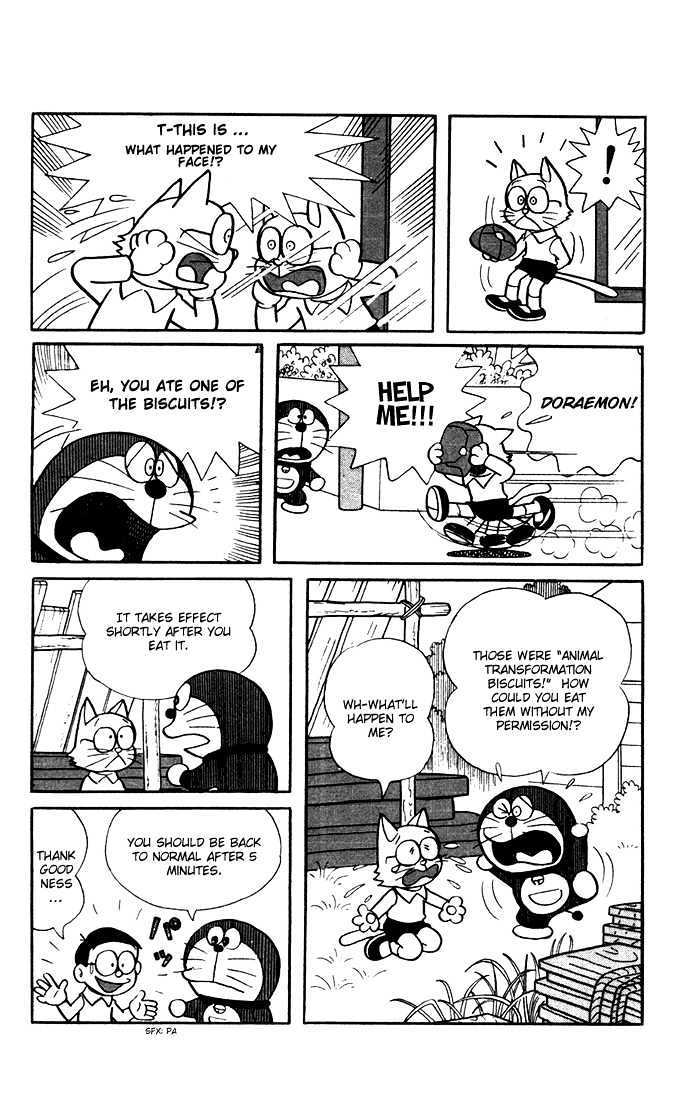 !
T-THIS IS ...
WHAT HAPPENED TO MY
FACE!?
DORAEMON!
HELP
ME!!!
EH, YOU ATE ONE OF
THE BISCUITS!?
THOSE WERE "ANIMAL
TRANSFORMATION
BISCUITS!" HOW
COULD YOU EAT
THEM WITHOUT MY
PERMISSION!?
WH-WHAT'LL
HAPPEN TO
ME?
IT TAKES EFFECT
SHORTLY AFTER YOU
EAT IT.
YOU SHOULD BE BACK
TO NORMAL AFTER 5
MINUTES.
パッ
THANK
GOOD
NESS
...
SFX: PA